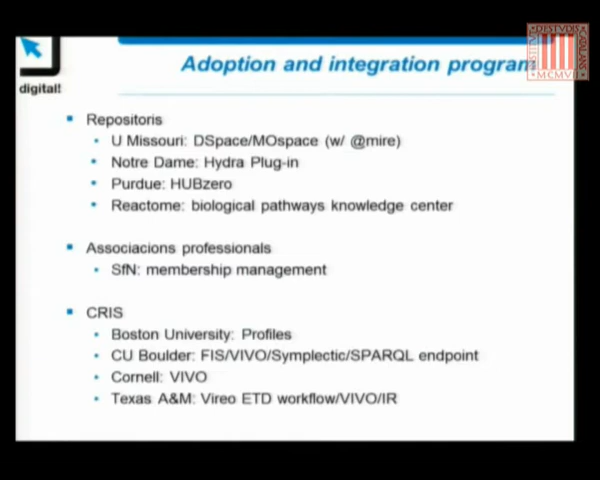 Adoption and integration program
digital!
Repositoris
U Missouri: DSpace/MOspace (w/ @mire)
Notre Dame: Hydra Plug-in
Purdue: HUBzero
Reactome: biological pathways knowledge center
Associacions professionals
SfN: membership management
CRIS
Boston University: Profiles
CU Boulder: FIS/VIVO/Symplectic/SPARQL endpoint
Cornell: VIVO
Texas A&M: Vireo ETD workflow/VIVO/IR
MCMVII